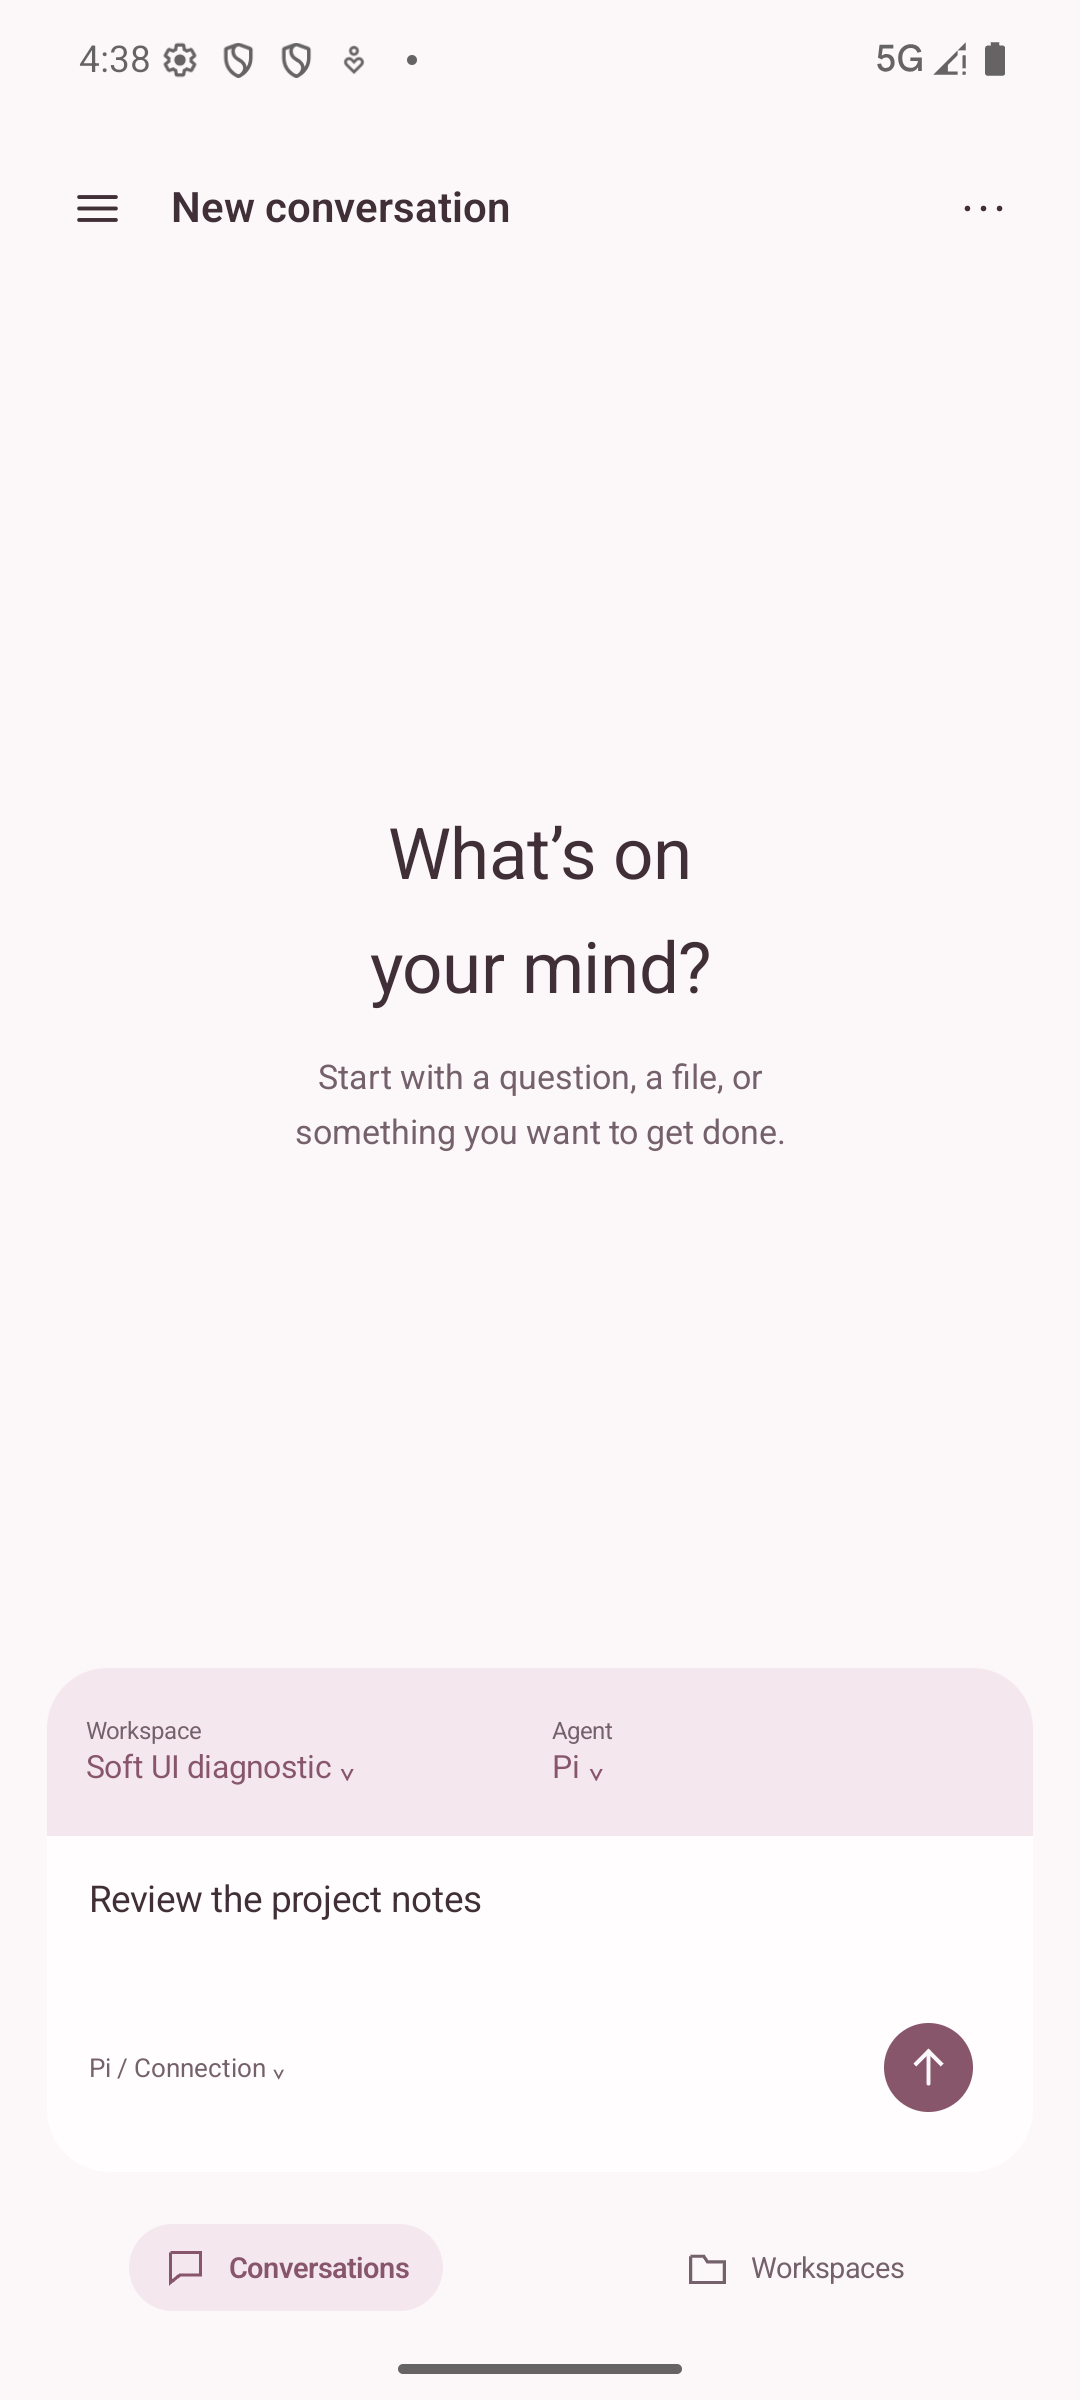 4:38
5G
New conversation
What’s on
your mind?
Start with a question, a file, or
something you want to get done.
Workspace
Agent
Soft UI diagnostic
Pi
Review the project notes
Pi / Connection
Conversations
Workspaces